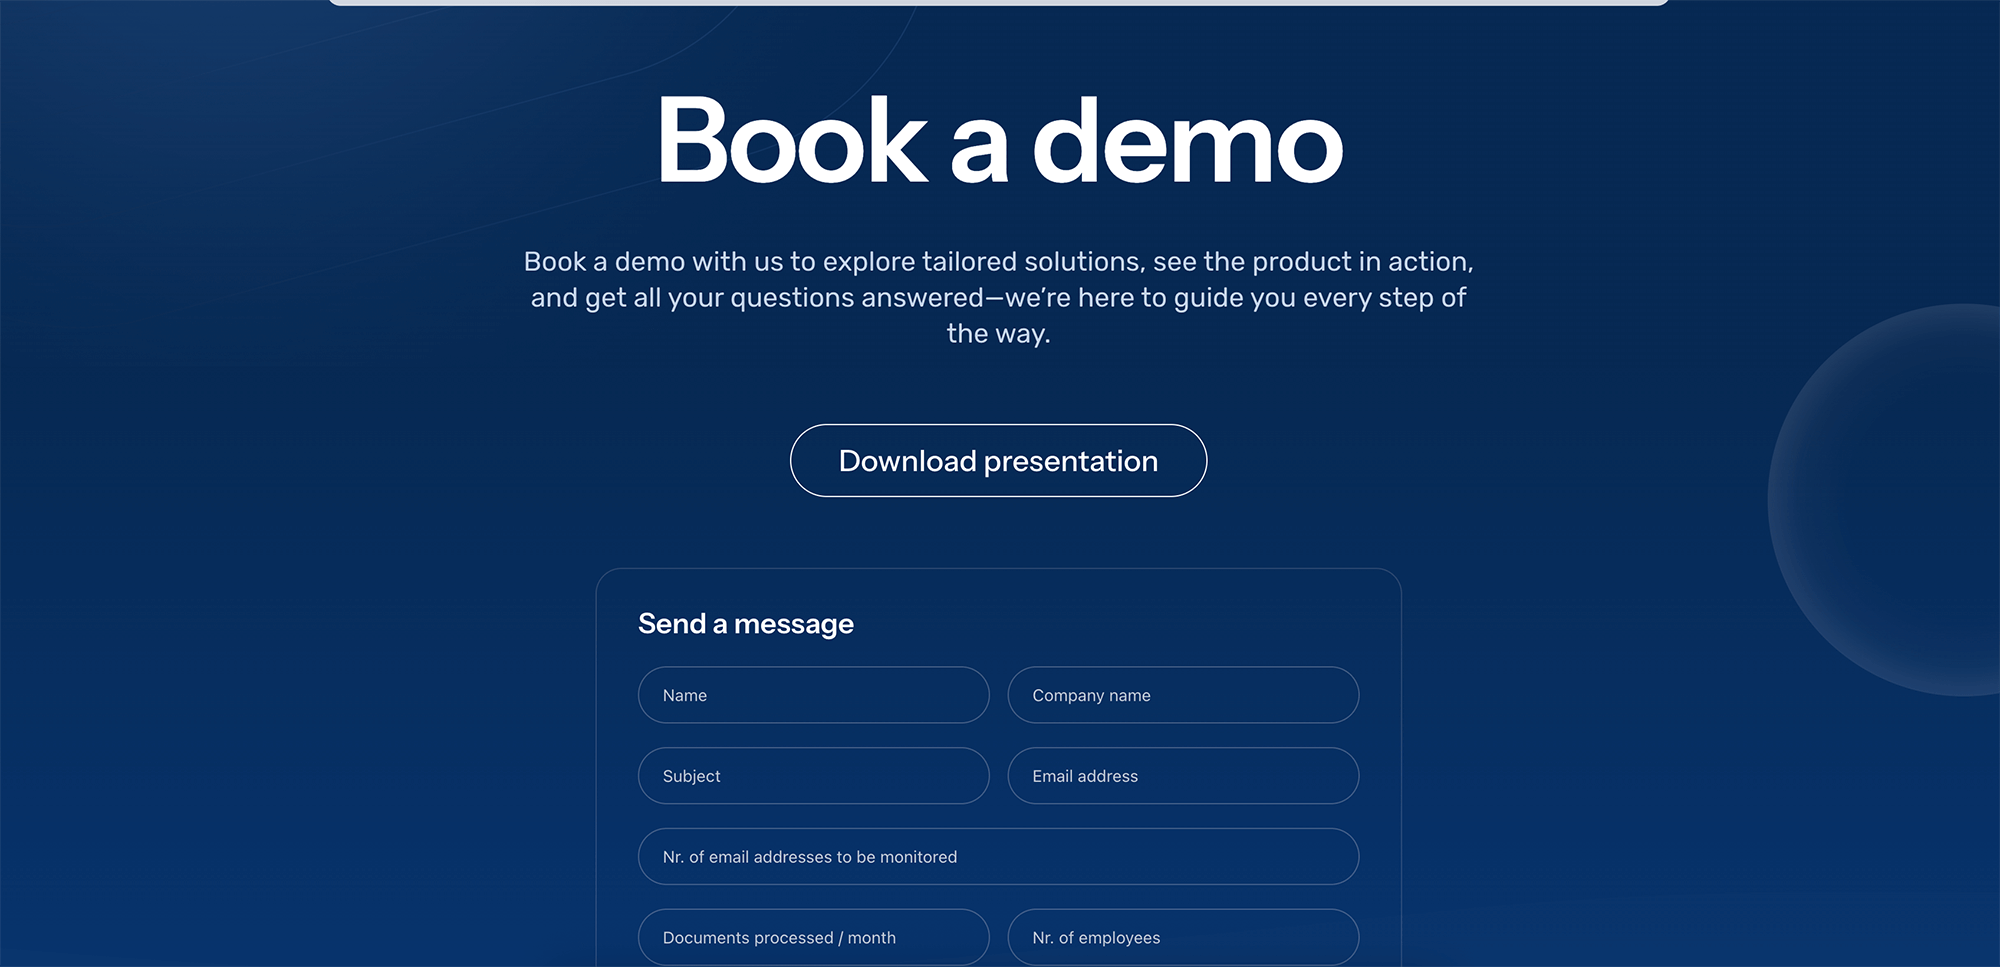 Book a demo
Book a demo with us to explore tailored solutions, see the product in action,
and get all your questions answered—we’re here to guide you every step of
the way.
Download presentation
Send a message
Name
Company name
Subject
Email address
Nr. of email addresses to be monitored
Documents processed / month
Nr. of employees